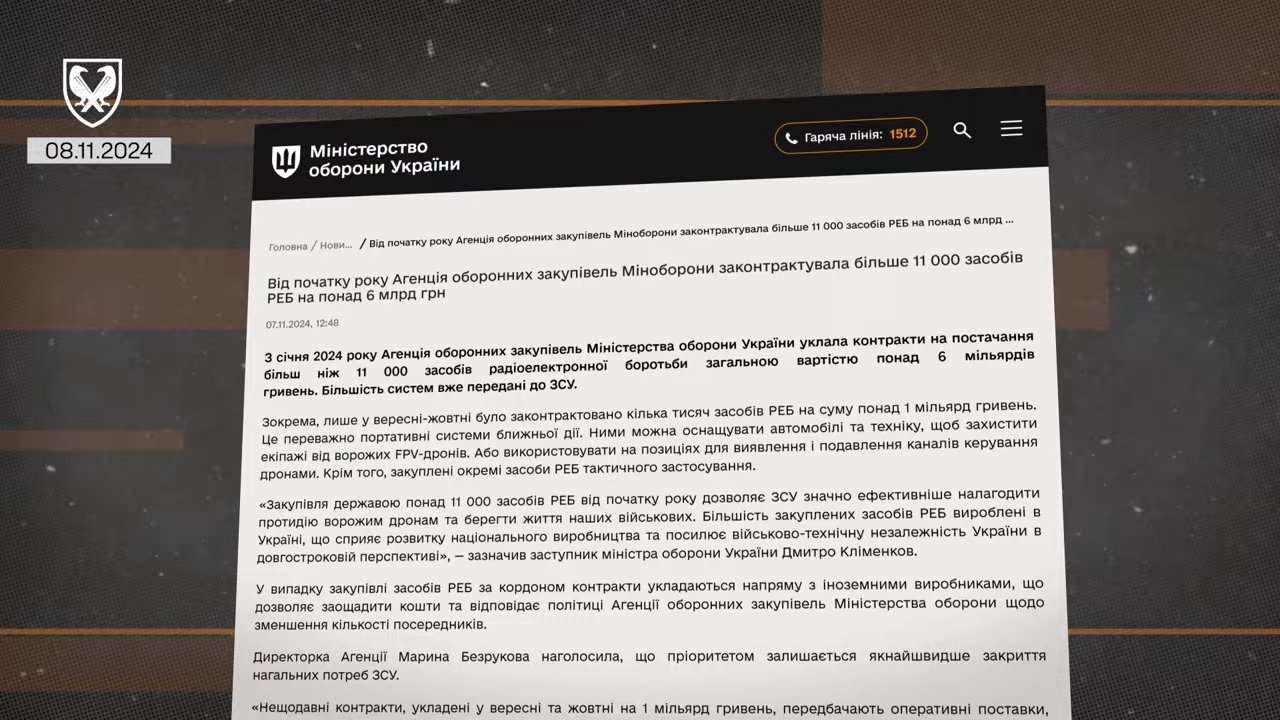 08.11.2024
Міністерство
оборони України
Гаряча лінія: 1512
Головна / Нови... / Від початку року Агенція оборонних закупівель Міноборони законтрактувала більше 11 000 засобів РЕБ на понад 6 млрд ...
Від початку року Агенція оборонних закупівель Міноборони законтрактувала більше 11 000 засобів
РЕБ на понад 6 млрд грн
07.11.2024, 12:48
З січня 2024 року Агенція оборонних закупівель Міністерства оборони України уклала контракти на постачання
більш ніж 11 000 засобів радіоелектронної боротьби загальною вартістю понад 6 мільярдів
гривень. Більшість систем вже передані до ЗСУ.
Зокрема, лише у вересні-жовтні було законтрактовано кілька тисяч засобів РЕБ на суму понад 1 мільярд гривень.
Це переважно портативні системи ближньої дії. Ними можна оснащувати автомобілі та техніку, щоб захистити
екіпажі від ворожих FPV-дронів. Або використовувати на позиціях для виявлення і подавлення каналів керування
дронами. Крім того, закуплені окремі засоби РЕБ тактичного застосування.
«Закупівля державою понад 11 000 засобів РЕБ від початку року дозволяє ЗСУ значно ефективніше налагодити
протидію ворожим дронам та берегти життя наших військових. Більшість закуплених засобів РЕБ вироблені в
Україні, що сприяє розвитку національного виробництва та посилює військово-технічну незалежність України в
довгостроковій перспективі», — зазначив заступник міністра оборони України Дмитро Кліменков.
У випадку закупівлі засобів РЕБ за кордоном контракти укладаються напряму з іноземними виробниками, що
дозволяє заощадити кошти та відповідає політиці Агенції оборонних закупівель Міністерства оборони щодо
зменшення кількості посередників.
Директорка Агенції Марина Безрукова наголосила, що пріоритетом залишається якнайшвидше закриття
нагальних потреб ЗСУ.
«Нещодавні контракти, укладені у вересні та жовтні на 1 мільярд гривень, передбачають оперативні поставки,